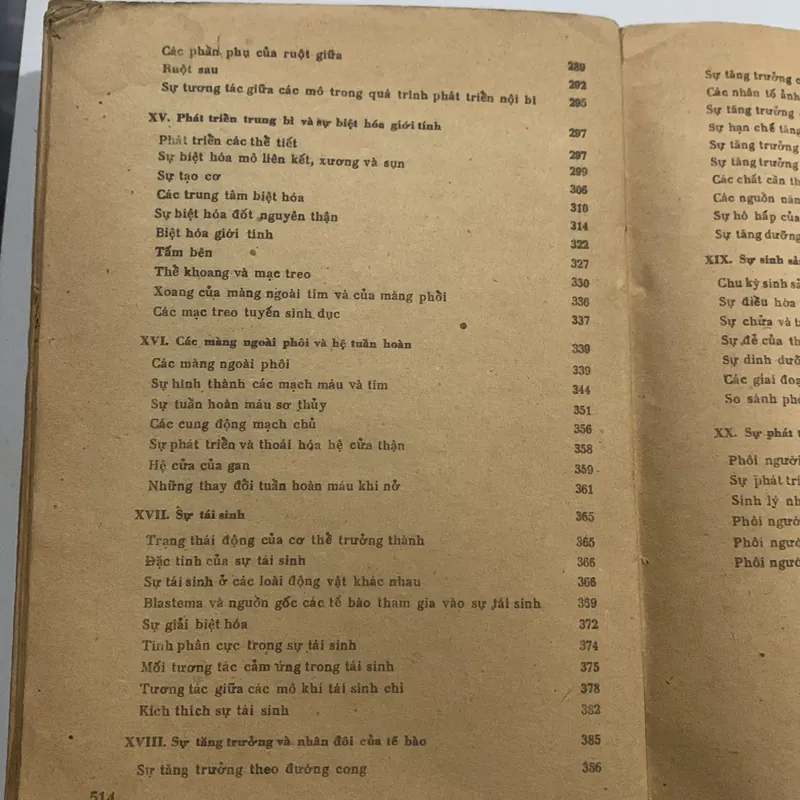 Các phần phụ của ruột giữa 289
Ruột sau 292
Sự tương tác giữa các mô trong quá trình phát triển nội bì 295
XV. Phát triển trung bì và sự biệt hóa giới tính 297
Phát triển các thể tiết 297
Sự biệt hóa mô liên kết, xương và sụn 299
Sự tạo cơ 306
Các trung tâm biệt hóa 310
Sự biệt hóa đốt nguyên thận 314
Biệt hóa giới tính 322
Tấm bên 327
Thể khoang và mạc treo 330
Xoang của màng ngoài tim và của màng phổi 336
Các mạc treo tuyến sinh dục 337
XVI. Các màng ngoài phôi và hệ tuần hoàn 339
Các màng ngoài phôi 339
Sự hình thành các mạch máu và tim 344
Sự tuần hoàn máu sơ thủy 351
Các cung động mạch chủ 356
Sự phát triển và thoái hóa hệ cửa thận 358
Hệ cửa của gan 359
Những thay đổi tuần hoàn máu khi nở 361
XVII. Sự tái sinh 365
Trạng thái động của cơ thể trưởng thành 365
Đặc tính của sự tái sinh 366
Sự tái sinh ở các loài động vật khác nhau 366
Blastema và nguồn gốc các tế bào tham gia vào sự tái sinh 369
Sự giải biệt hóa 372
Tính phân cực trong sự tái sinh 374
Mối tương tác cảm ứng trong tái sinh 375
Tương tác giữa các mô khi tái sinh chi 378
Kích thích sự tái sinh 382
XVIII. Sự tăng trưởng và nhân đôi của tế bào 385
Sự tăng trưởng theo đường cong 386
514
Sự tăng trưởng
Các nhân tố ảnh
Sự tăng trưởng
Sự hạn chế tăng
Sự tăng trưởng
Sự tăng trưởng
Các chất cần th
Các nguồn năn
Sự hô hấp của
Sự tăng dưỡng
XIX. Sự sinh sả
Chu kỳ sinh sả
Sự điều hòa
Sự chửa và t
Sự đẻ của th
Sự dinh dưỡ
Các giai đoạ
So sánh phô
XX. Sự phát t
Phôi người
Sự phát tri
Sinh lý nh
Phôi ngườ
Phôi ngườ
Phôi người